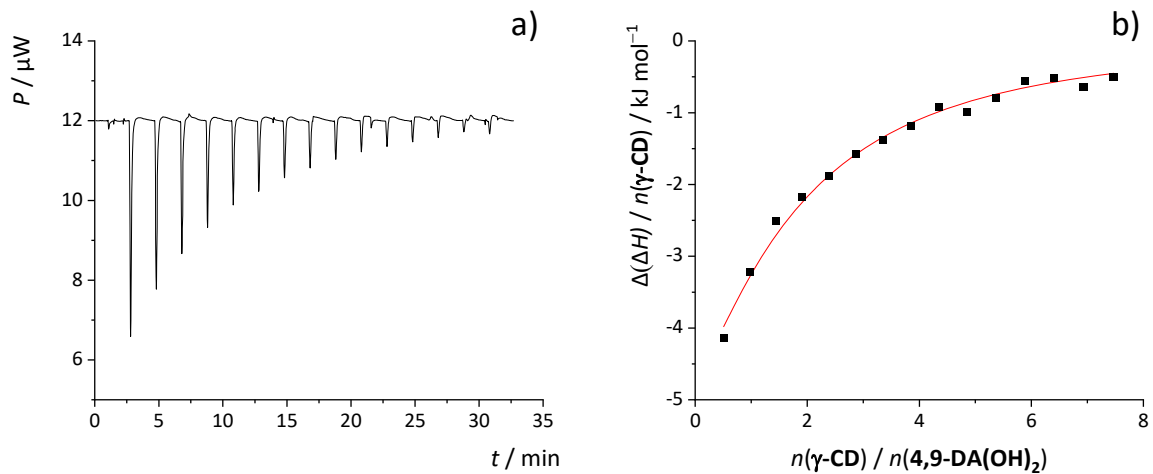 a)
P / μW
14
12
10
8
6
0 5 10 15 20 25 30 35
t / min
b)
Δ(ΔH) / n(γ-CD) / kJ mol⁻¹
0
-1
-2
-3
-4
-5
0 2 4 6 8
n(γ-CD) / n(4,9-DA(OH)₂)